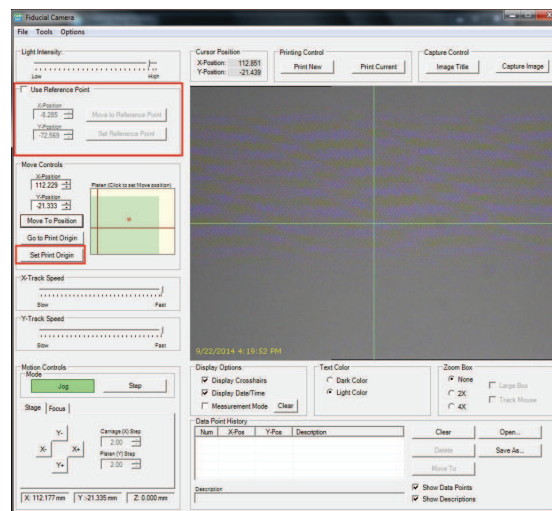 Fiducial Camera
File Tools Options
Light Intensity:
Low High
Cursor Position
X-Position: 112.851
Y-Position: -21.439
Printing Control
Print New Print Current
Capture Control
Image Title Capture Image
Use Reference Point
X-Position
-8.285 Move to Reference Point
Y-Position
-72.569 Set Reference Point
Move Controls
X-Position
112.229
Y-Position
-21.333
Platen (Click to set Move position)
Move To Position
Go to Print Origin
Set Print Origin
X-Track Speed
Slow Fast
Y-Track Speed
Slow Fast
9/22/2014 4:19:52 PM
Motion Controls
Mode
Jog Step
Stage Focus
Y-
X- X+
Y+
Carriage (X) Step
2.00
Platen (Y) Step
2.00
X: 112.177 mm Y :-21.335 mm Z: 0.000 mm
Display Options
Display Crosshairs
Display Date/Time
Measurement Mode Clear
Text Color
Dark Color
Light Color
Zoom Box
None
2X
4X
Large Box
Track Mouse
Data Point History
Num X-Pos Y-Pos Description
Clear Open...
Delete Save As...
Move To
Description
Show Data Points
Show Descriptions